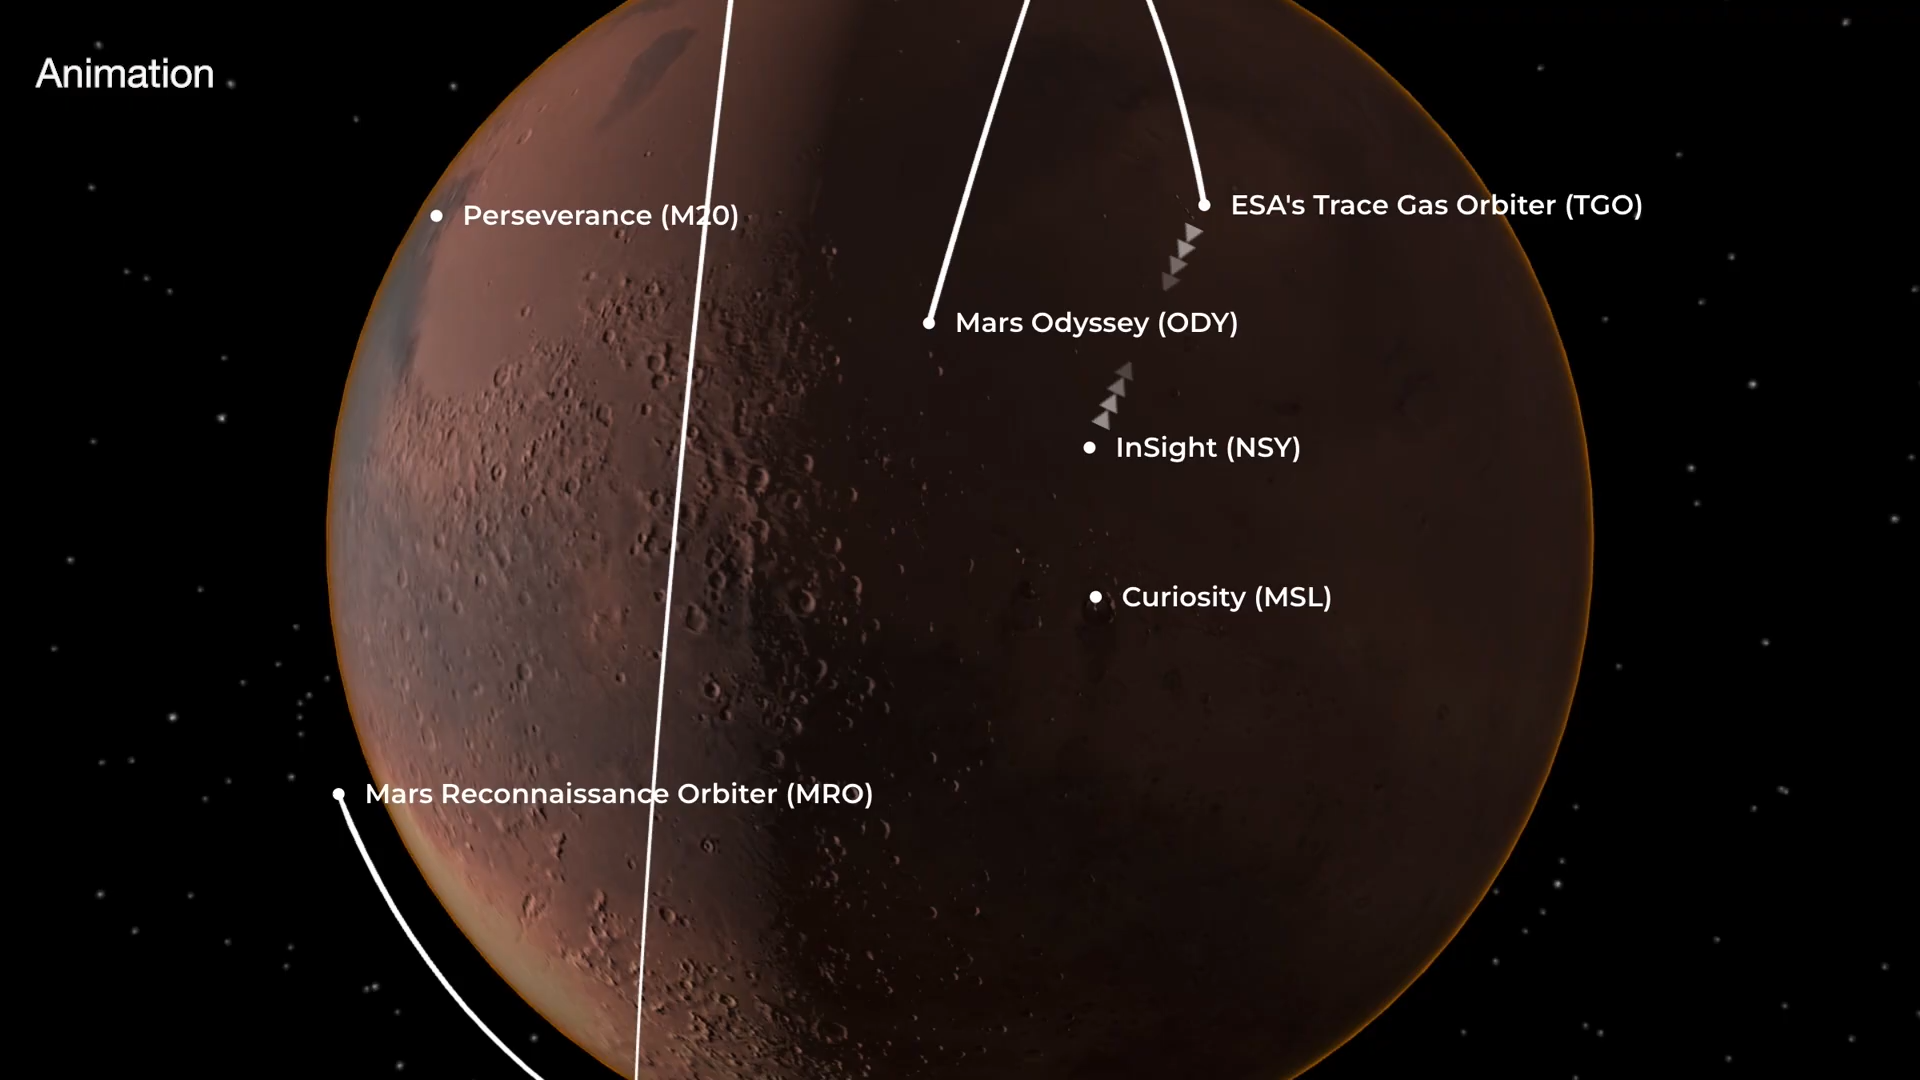 Animation
ESA's Trace Gas Orbiter (TGO)
Perseverance (M20)
Mars Odyssey (ODY)
InSight (NSY)
Curiosity (MSL)
Mars Reconnaissance Orbiter (MRO)